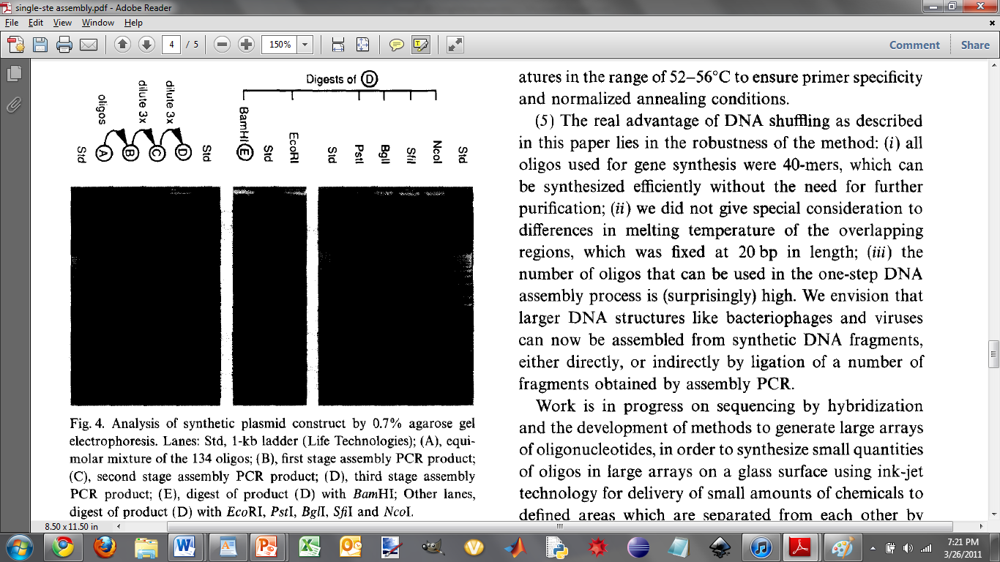 single-ste assembly.pdf - Adobe Reader
File Edit View Window Help
4 / 5 150% Comment Share
Digests of D
oligos
dilute 3x
dilute 3x
Std
A
B
C
D
Std
BamHI E
Std
EcoRI
Std
PstI
BglI
SfiI
NcoI
Std
Fig. 4. Analysis of synthetic plasmid construct by 0.7% agarose gel
electrophoresis. Lanes: Std, 1-kb ladder (Life Technologies); (A), equi-
molar mixture of the 134 oligos; (B), first stage assembly PCR product;
(C), second stage assembly PCR product; (D), third stage assembly
PCR product; (E), digest of product (D) with BamHI; Other lanes,
digest of product (D) with EcoRI, PstI, BglI, SfiI and NcoI.
atures in the range of 52–56°C to ensure primer specificity
and normalized annealing conditions.
(5) The real advantage of DNA shuffling as described
in this paper lies in the robustness of the method: (i) all
oligos used for gene synthesis were 40-mers, which can
be synthesized efficiently without the need for further
purification; (ii) we did not give special consideration to
differences in melting temperature of the overlapping
regions, which was fixed at 20 bp in length; (iii) the
number of oligos that can be used in the one-step DNA
assembly process is (surprisingly) high. We envision that
larger DNA structures like bacteriophages and viruses
can now be assembled from synthetic DNA fragments,
either directly, or indirectly by ligation of a number of
fragments obtained by assembly PCR.
Work is in progress on sequencing by hybridization
and the development of methods to generate large arrays
of oligonucleotides, in order to synthesize small quantities
of oligos in large arrays on a glass surface using ink-jet
technology for delivery of small amounts of chemicals to
defined areas which are separated from each other by
8.50 x 11.50 in
7:21 PM
3/26/2011